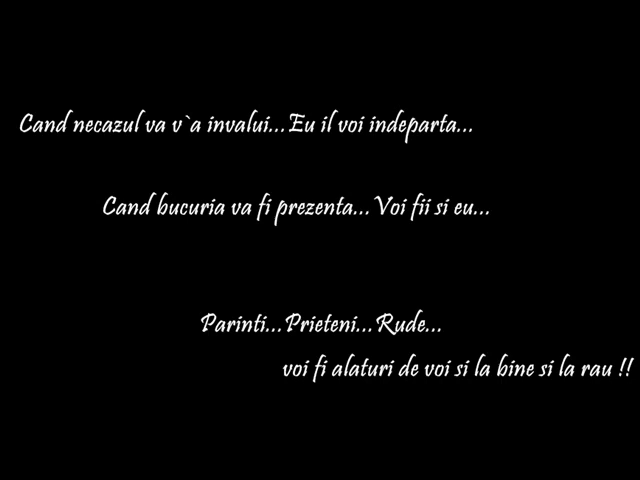 Cand necazul va v`a invalui...Eu il voi indeparta...
Cand bucuria va fi prezenta...Voi fii si eu...
Parinti...Prieteni...Rude...
voi fi alaturi de voi si la bine si la rau !!